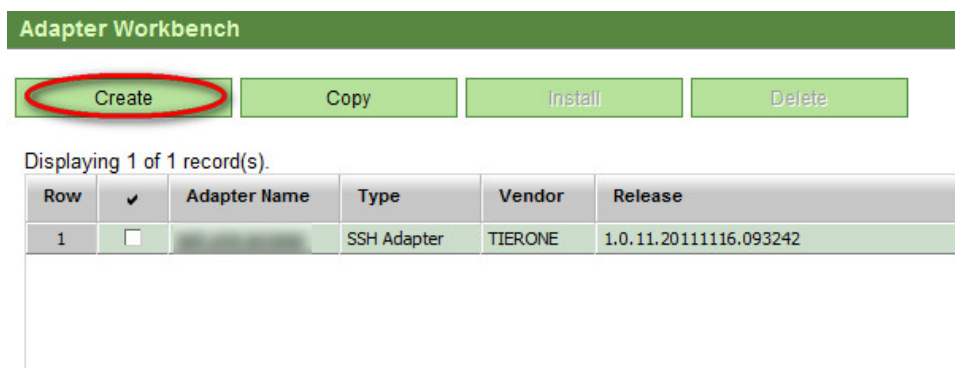 Adapter Workbench
Create Copy Install Delete
Displaying 1 of 1 record(s).
Row ✔ Adapter Name Type Vendor Release
1 SSH Adapter TIERONE 1.0.11.20111116.093242